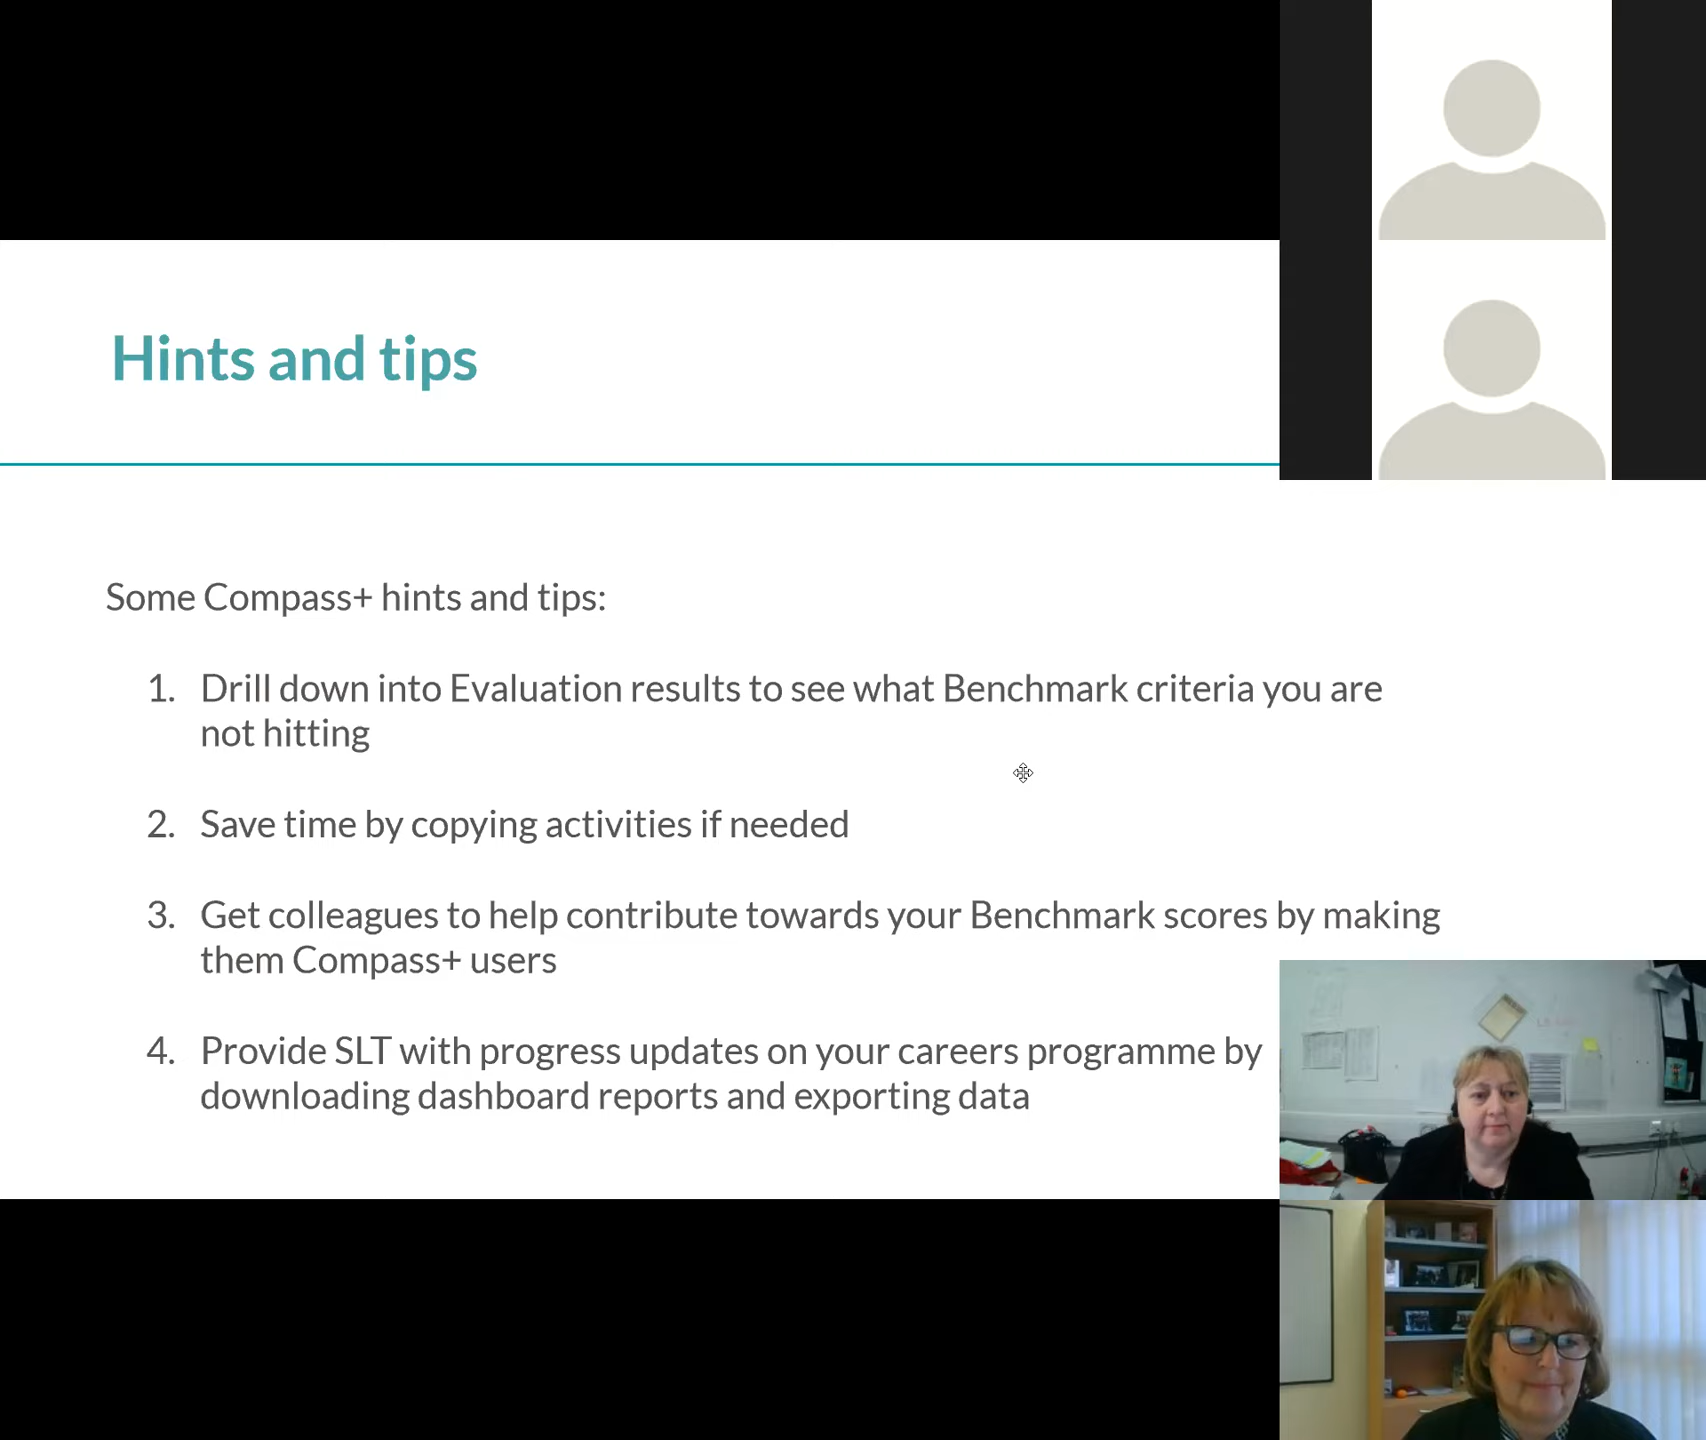 Hints and tips
Some Compass+ hints and tips:
1. Drill down into Evaluation results to see what Benchmark criteria you are
not hitting
2. Save time by copying activities if needed
3. Get colleagues to help contribute towards your Benchmark scores by making
them Compass+ users
4. Provide SLT with progress updates on your careers programme by
downloading dashboard reports and exporting data